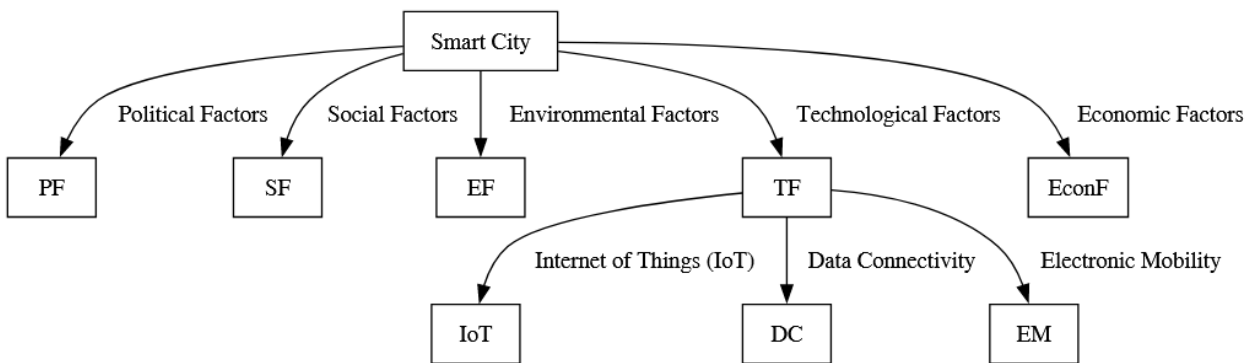 Smart City
Political Factors
Social Factors
Environmental Factors
Technological Factors
Economic Factors
PF
SF
EF
TF
EconF
Internet of Things (IoT)
Data Connectivity
Electronic Mobility
IoT
DC
EM